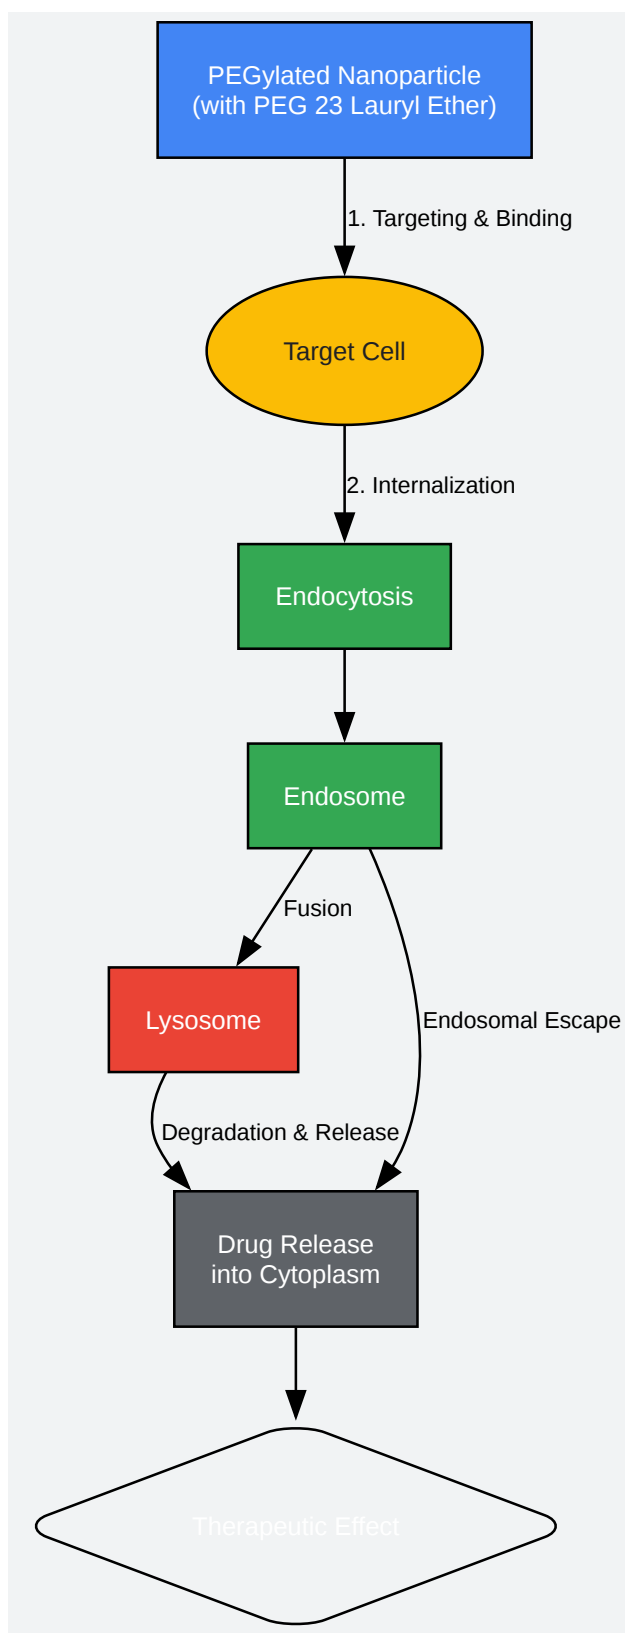 PEGylated Nanoparticle
(with PEG 23 Lauryl Ether)
1. Targeting & Binding
Target Cell
2. Internalization
Endocytosis
Endosome
Fusion
Lysosome
Endosomal Escape
Degradation & Release
Drug Release
into Cytoplasm
Therapeutic Effect